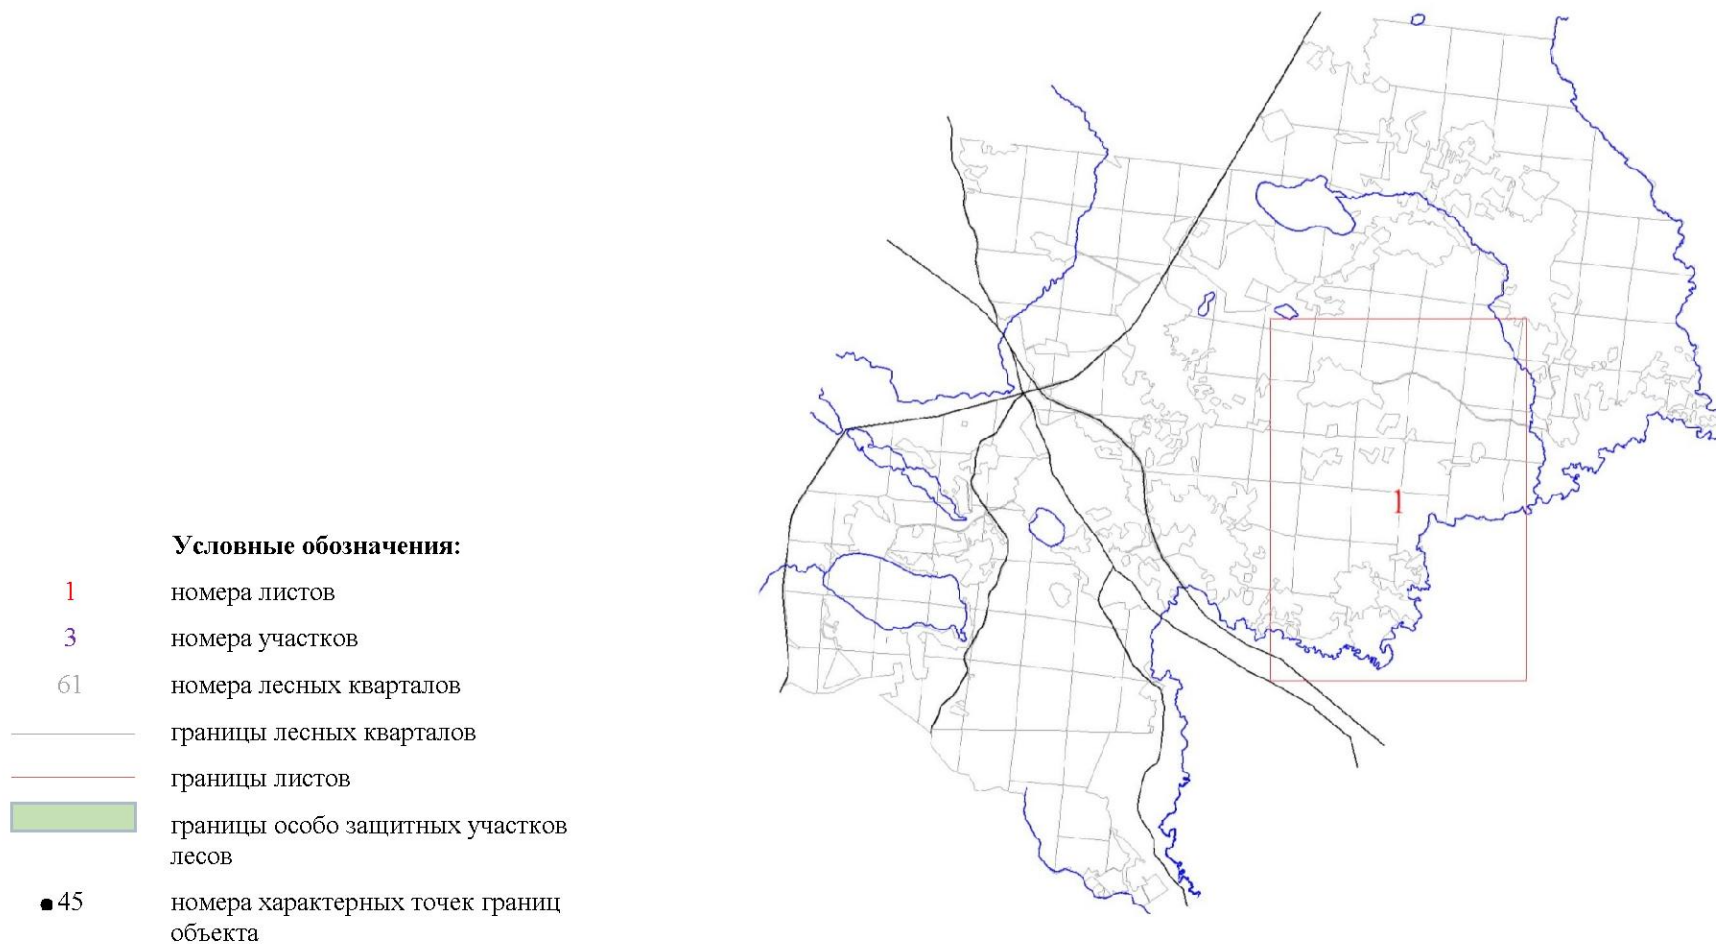 Условные обозначения:
1 номера листов
3 номера участков
61 номера лесных кварталов
границы лесных кварталов
границы листов
границы особо защитных участков
лесов
45 номера характерных точек границ
объекта
1